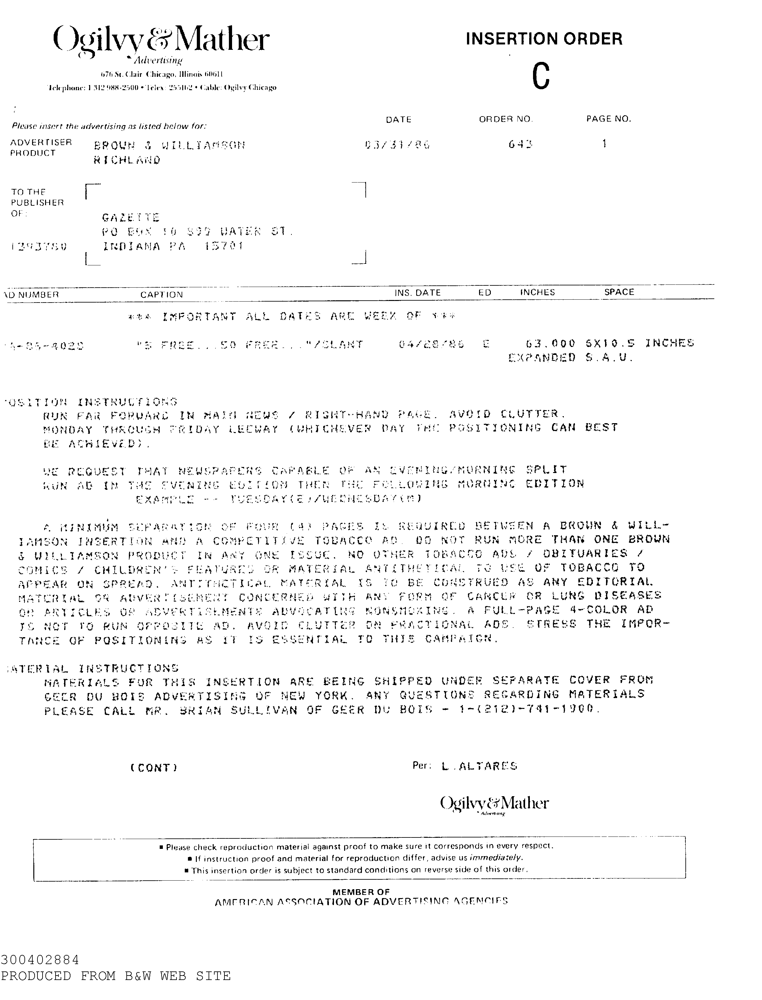 Ogilvy & Mather
Advertising
676 St. Clair Chicago, Illinois 60611
Telephone: 1 312 988-2500 • Telex: 255162 • Cable: Ogilvy Chicago
INSERTION ORDER
C
Please insert the advertising as listed below for:
DATE ORDER NO. PAGE NO.
ADVERTISER BROWN & WILLIAMSON 03/31/86 643 1
PRODUCT RICHLAND
TO THE
PUBLISHER
OF:
GAZETTE
PO BOX 10 899 WATER ST.
1393780 INDIANA PA 15701
AD NUMBER CAPTION INS. DATE ED INCHES SPACE
*** IMPORTANT ALL DATES ARE WEEK OF ***
"5 FREE...SO FREE..."/SLANT 04/28/86 E 63.000 6X10.5 INCHES
EXPANDED S.A.U.
POSITION INSTRUCTIONS
RUN FAR FORWARD IN MAIN NEWS / RIGHT-HAND PAGE. AVOID CLUTTER.
MONDAY THROUGH FRIDAY LEEWAY (WHICHEVER DAY THE POSITIONING CAN BEST
BE ACHIEVED).
WE REQUEST THAT NEWSPAPERS CAPABLE OF AN EVENING/MORNING SPLIT
RUN AD IN THE EVENING EDITION THEN THE FOLLOWING MORNING EDITION
EXAMPLE -- TUESDAY(E)/WEDNESDAY(M)
A MINIMUM SEPARATION OF FOUR (4) PAGES IS REQUIRED BETWEEN A BROWN & WILL-
IAMSON INSERTION AND A COMPETITIVE TOBACCO AD. DO NOT RUN MORE THAN ONE BROWN
& WILLIAMSON PRODUCT IN ANY ONE ISSUE. NO OTHER TOBACCO ADS / OBITUARIES /
COMICS / CHILDREN'S FEATURES OR MATERIAL ANTITHETICAL TO USE OF TOBACCO TO
APPEAR ON SPREAD. ANTITHETICAL MATERIAL IS TO BE CONSTRUED AS ANY EDITORIAL
MATERIAL OR ADVERTISEMENT CONCERNED WITH ANY FORM OF CANCER OR LUNG DISEASES
OR ARTICLES OR ADVERTISEMENTS ADVOCATING NONSMOKING. A FULL-PAGE 4-COLOR AD
IS NOT TO RUN OPPOSITE AD. AVOID CLUTTER ON FRACTIONAL ADS. STRESS THE IMPOR-
TANCE OF POSITIONING AS IT IS ESSENTIAL TO THIS CAMPAIGN.
MATERIAL INSTRUCTIONS
MATERIALS FOR THIS INSERTION ARE BEING SHIPPED UNDER SEPARATE COVER FROM
GEER DU BOIS ADVERTISING OF NEW YORK. ANY QUESTIONS REGARDING MATERIALS
PLEASE CALL MR. BRIAN SULLIVAN OF GEER DU BOIS - 1-(212)-741-1900.
(CONT) Per: L.ALTARES
Ogilvy & Mather
Advertising
■ Please check reproduction material against proof to make sure it corresponds in every respect.
■ If instruction proof and material for reproduction differ, advise us immediately.
■ This insertion order is subject to standard conditions on reverse side of this order.
MEMBER OF
AMERICAN ASSOCIATION OF ADVERTISING AGENCIES
300402884
PRODUCED FROM B&W WEB SITE